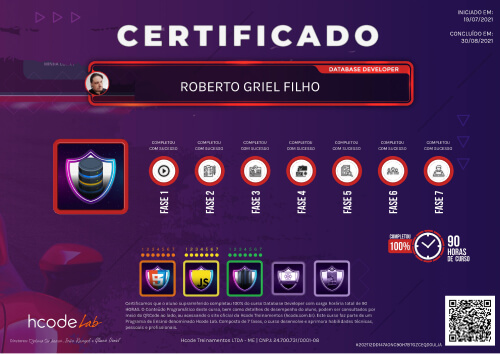 INICIADO EM:
19/07/2021
CONCLUÍDO EM:
30/08/2021
CERTIFICADO
DATABASE DEVELOPER
ROBERTO GRIEL FILHO
COMPLETOU COM SUCESSO
COMPLETOU COM SUCESSO
COMPLETOU COM SUCESSO
COMPLETOU COM SUCESSO
COMPLETOU COM SUCESSO
COMPLETOU COM SUCESSO
COMPLETOU COM SUCESSO
FASE 1
FASE 2
FASE 3
FASE 4
FASE 5
FASE 6
FASE 7
COMPLETOU
100%
90
HORAS
DE CURSO
1 2 3 4 5 6 7
1 2 3 4 5 6 7
1 2 3 4 5 6 7
JS
Certificamos que o aluno supramencionado completou 100% do curso Database Developer com carga horária total de 90
HORAS. O Conteúdo Programático deste curso, bem como detalhes de desempenho do aluno, podem ser consultados por
meio do QRCode ao lado, ou acessando o site oficial da Hcode Treinamentos (hcode.com.br). Este curso faz parte de um
Programa de Ensino denominado Hcode Lab. Composto de 7 fases, o curso desenvolve e aprimora habilidades técnicas,
pessoais e profissionais.
hcode Lab
Hcode Treinamentos LTDA - ME | CNPJ: 24.700.731/0001-08